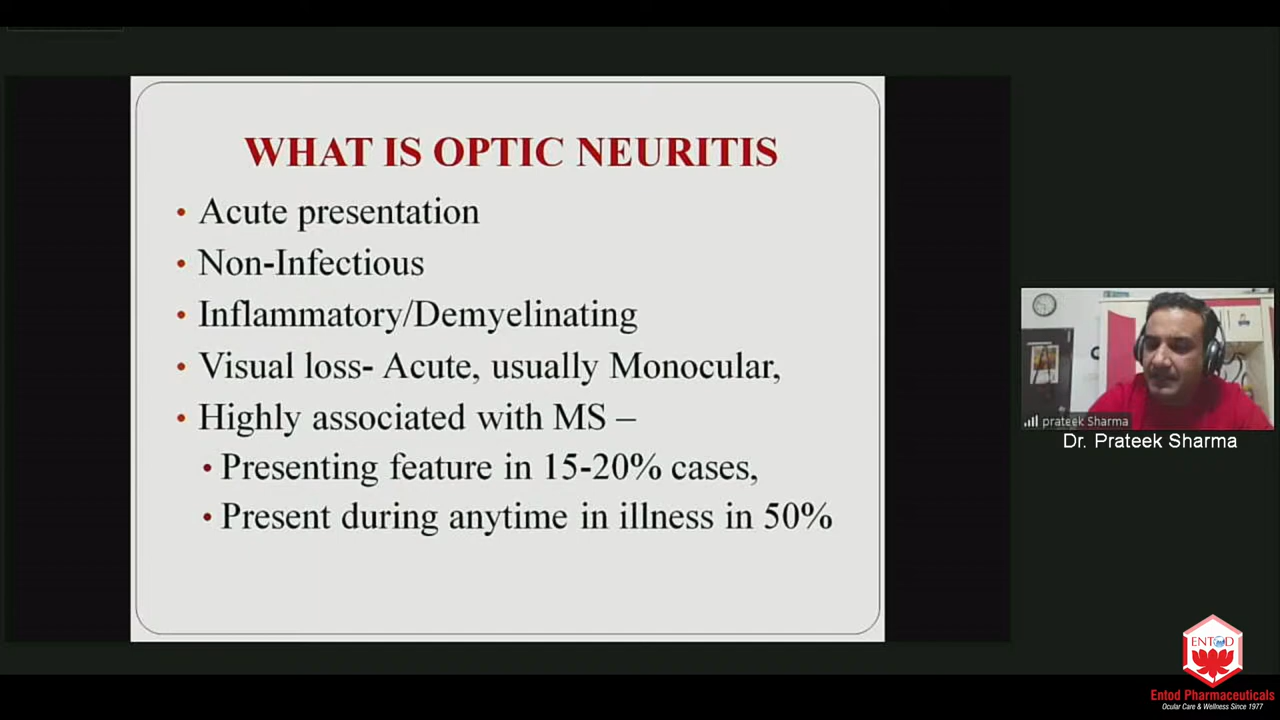 WHAT IS OPTIC NEURITIS
• Acute presentation
• Non-Infectious
• Inflammatory/Demyelinating
• Visual loss- Acute, usually Monocular,
• Highly associated with MS –
• Presenting feature in 15-20% cases,
• Present during anytime in illness in 50%
prateek Sharma
Dr. Prateek Sharma
ENTOD
Entod Pharmaceuticals
Ocular Care & Wellness Since 1977